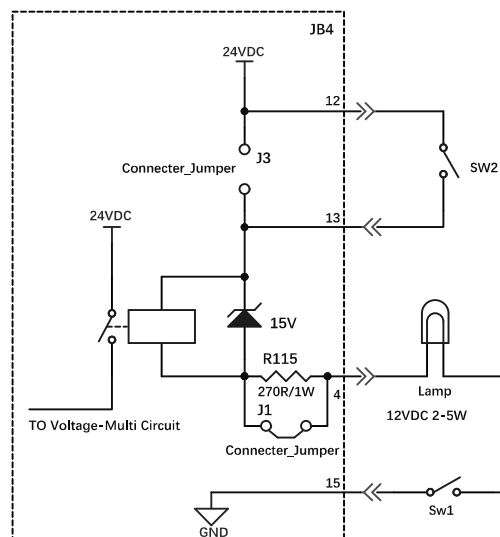 JB4
24VDC
12
J3
Connecter_Jumper
SW2
24VDC
13
15V
R115
270R/1W
4
J1
Connecter_Jumper
TO Voltage-Multi Circuit
Lamp
12VDC 2-5W
15
GND
Sw1